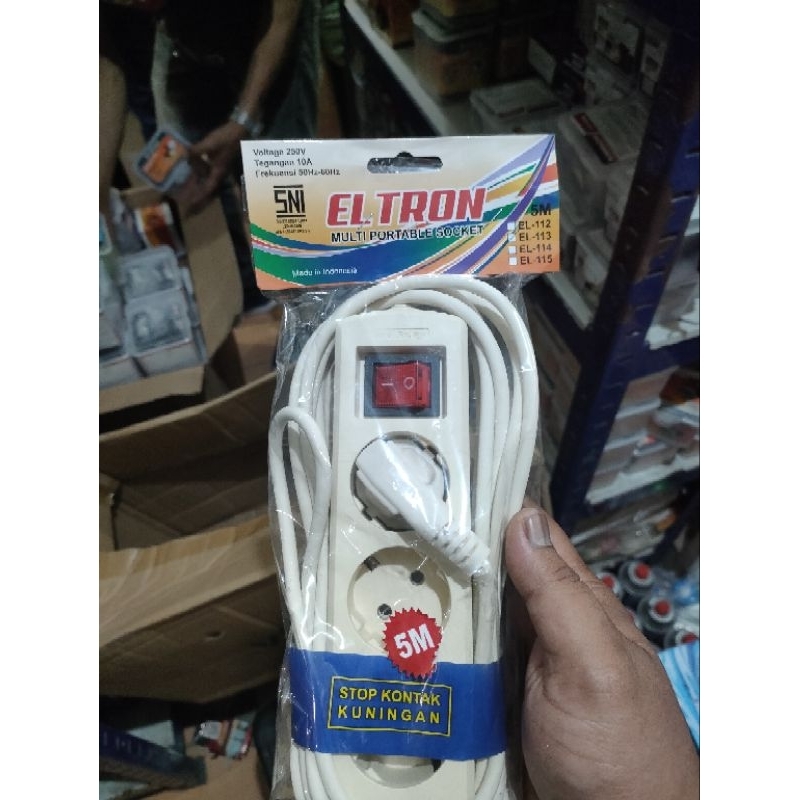 Voltage 250V
Tegangan 10A
Frekuensi 50Hz-60Hz
SNI
ELTRON
MULTI PORTABLE SOCKET
5M
EL-112
EL-113
EL-114
EL-115
Made in Indonesia
5M
STOP KONTAK
KUNINGAN